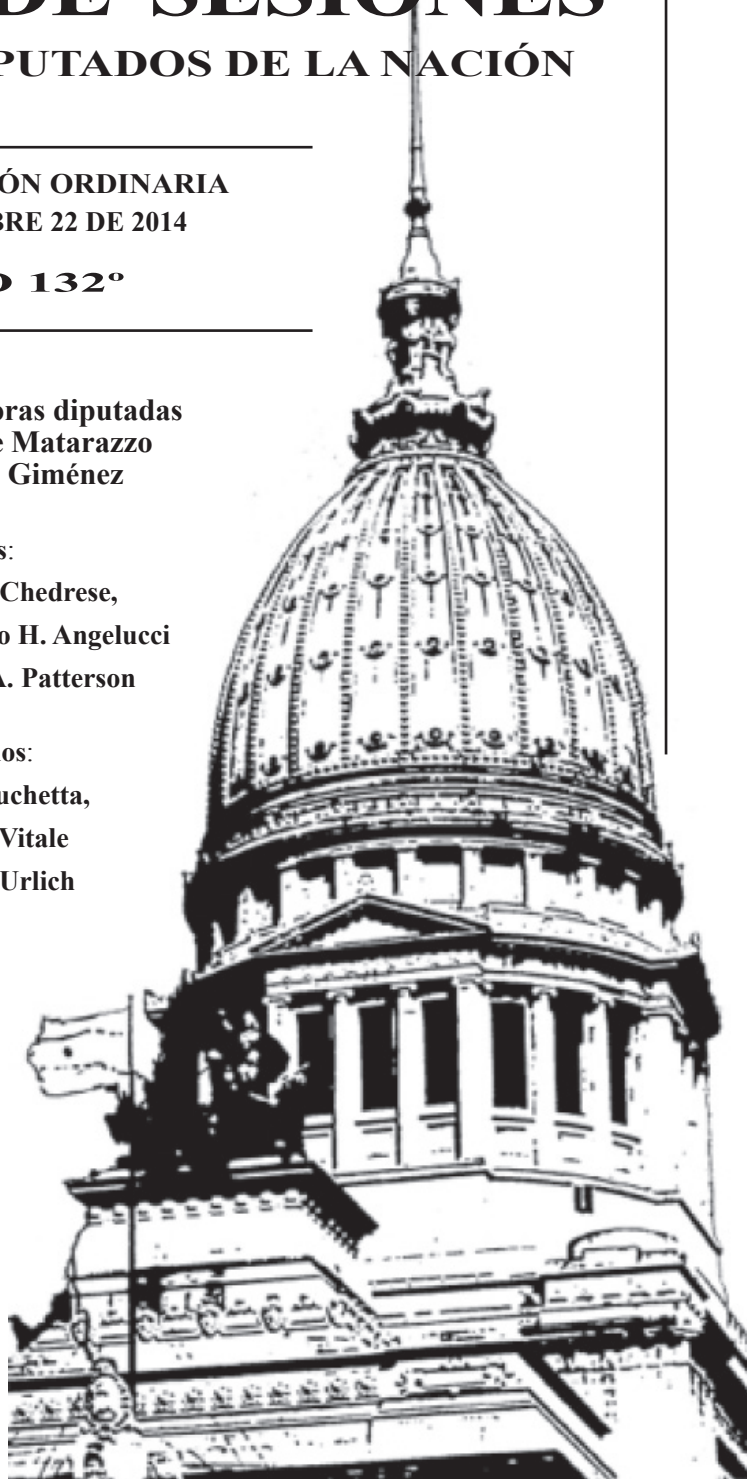 DE SESIONES
PUTADOS DE LA NACIÓN
ÓN ORDINARIA
BRE 22 DE 2014
O 132º
oras diputadas
e Matarazzo
Giménez
s:
Chedrese,
o H. Angelucci
A. Patterson
ios:
uchetta,
Vitale
Urlich